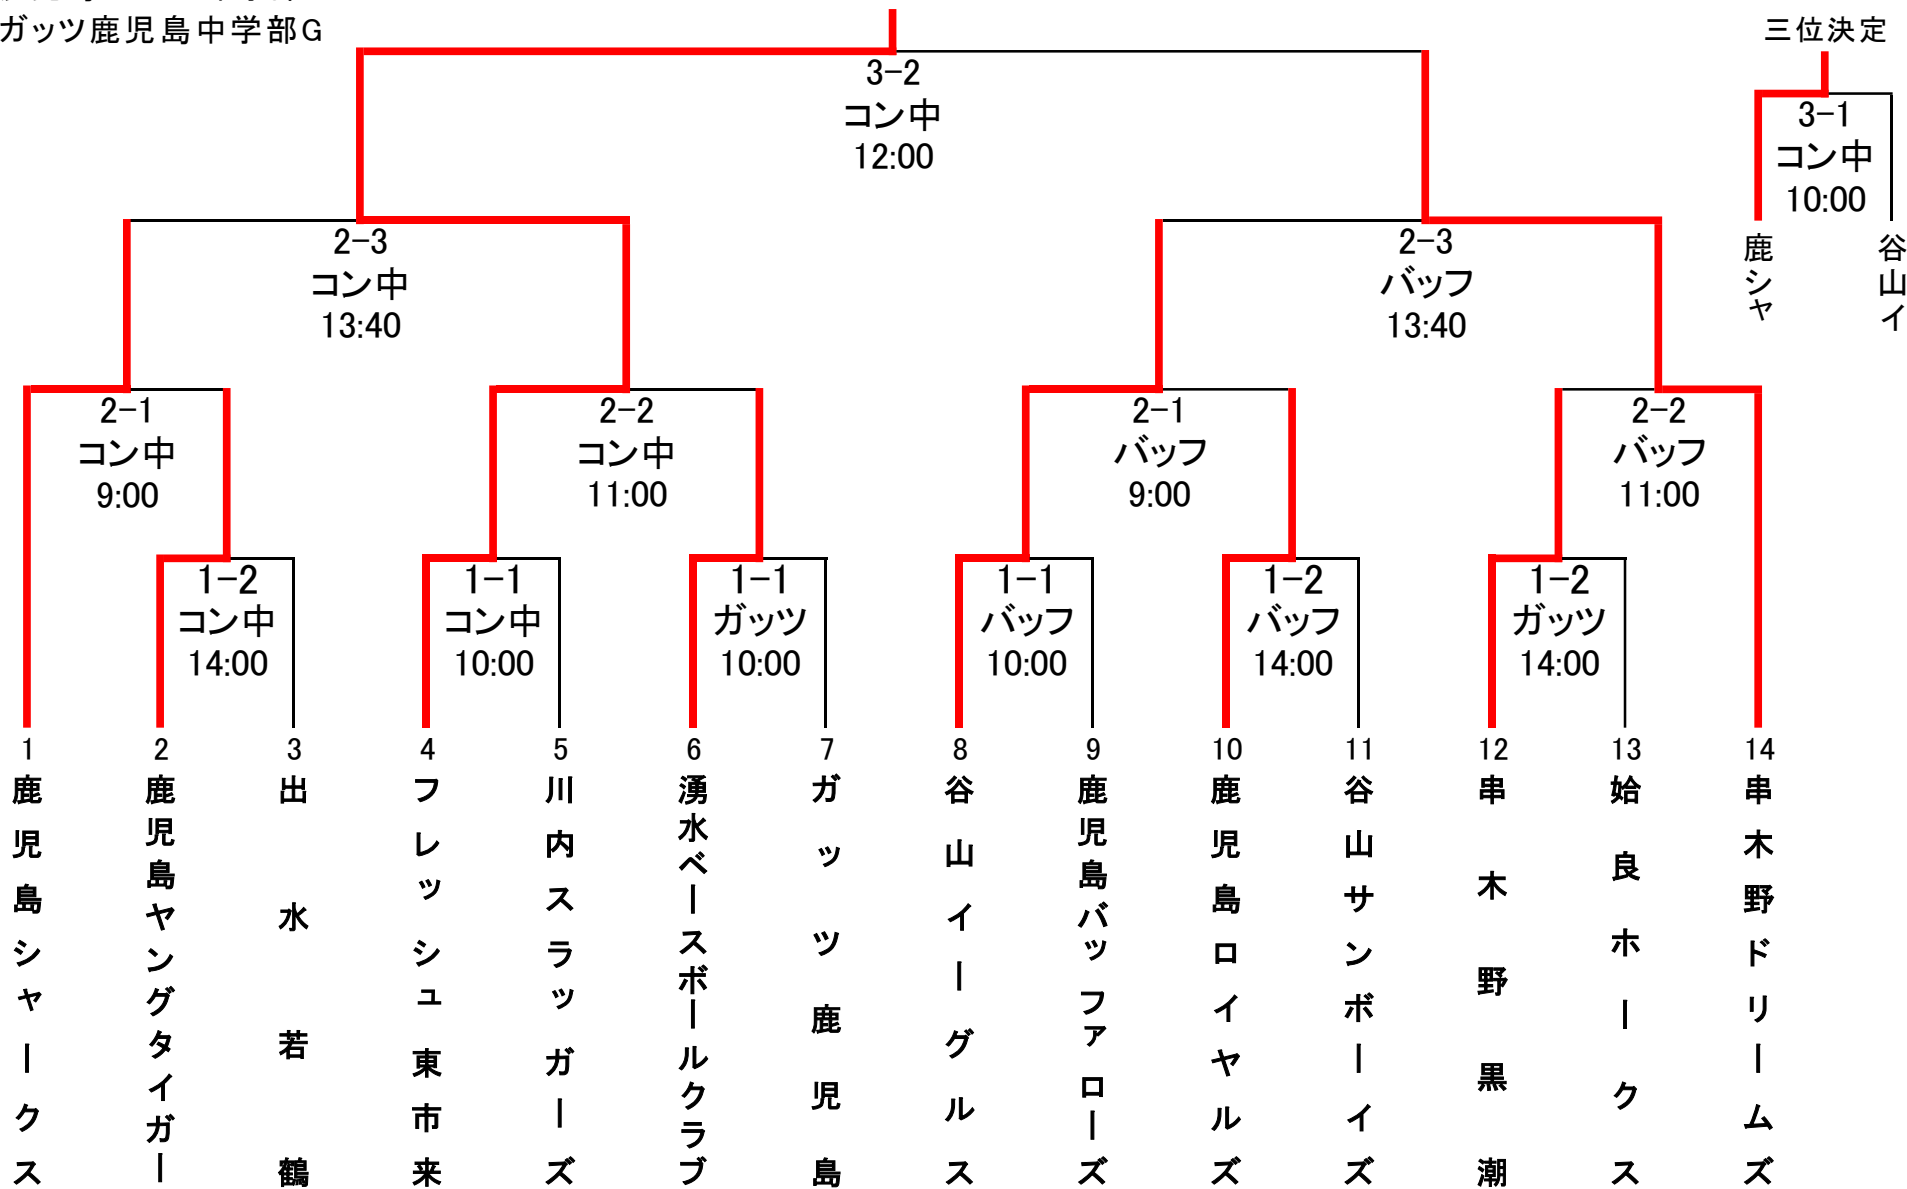 ガッツ鹿児島中学部G
三位決定
3-2
コン中
12:00
3-1
コン中
10:00
鹿シャ
谷山イ
2-3
コン中
13:40
2-3
バッフ
13:40
2-1
コン中
9:00
2-2
コン中
11:00
2-1
バッフ
9:00
2-2
バッフ
11:00
1-2
コン中
14:00
1-1
コン中
10:00
1-1
ガッツ
10:00
1-1
バッフ
10:00
1-2
バッフ
14:00
1-2
ガッツ
14:00
1
鹿児島シャークス
2
鹿児島ヤングタイガー
3
出水若鶴
4
フレッシュ東市来
5
川内スラッガーズ
6
湧水ベースボールクラブ
7
ガッツ鹿児島
8
谷山イーグルス
9
鹿児島バッファローズ
10
鹿児島ロイヤルズ
11
谷山サンボーイズ
12
串木野黒潮
13
姶良ホークス
14
串木野ドリームズ